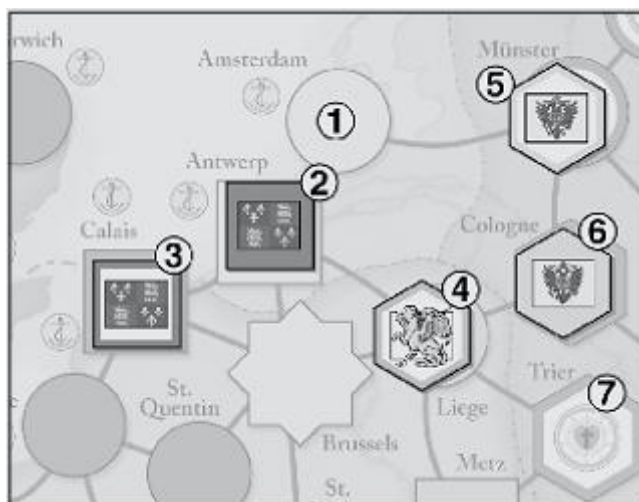 rwich
Amsterdam
Münster
5
1
Antwerp
2
Calais
3
Cologne
6
4
Trier
7
St.
Quentin
Liege
Brussels
Metz
St.